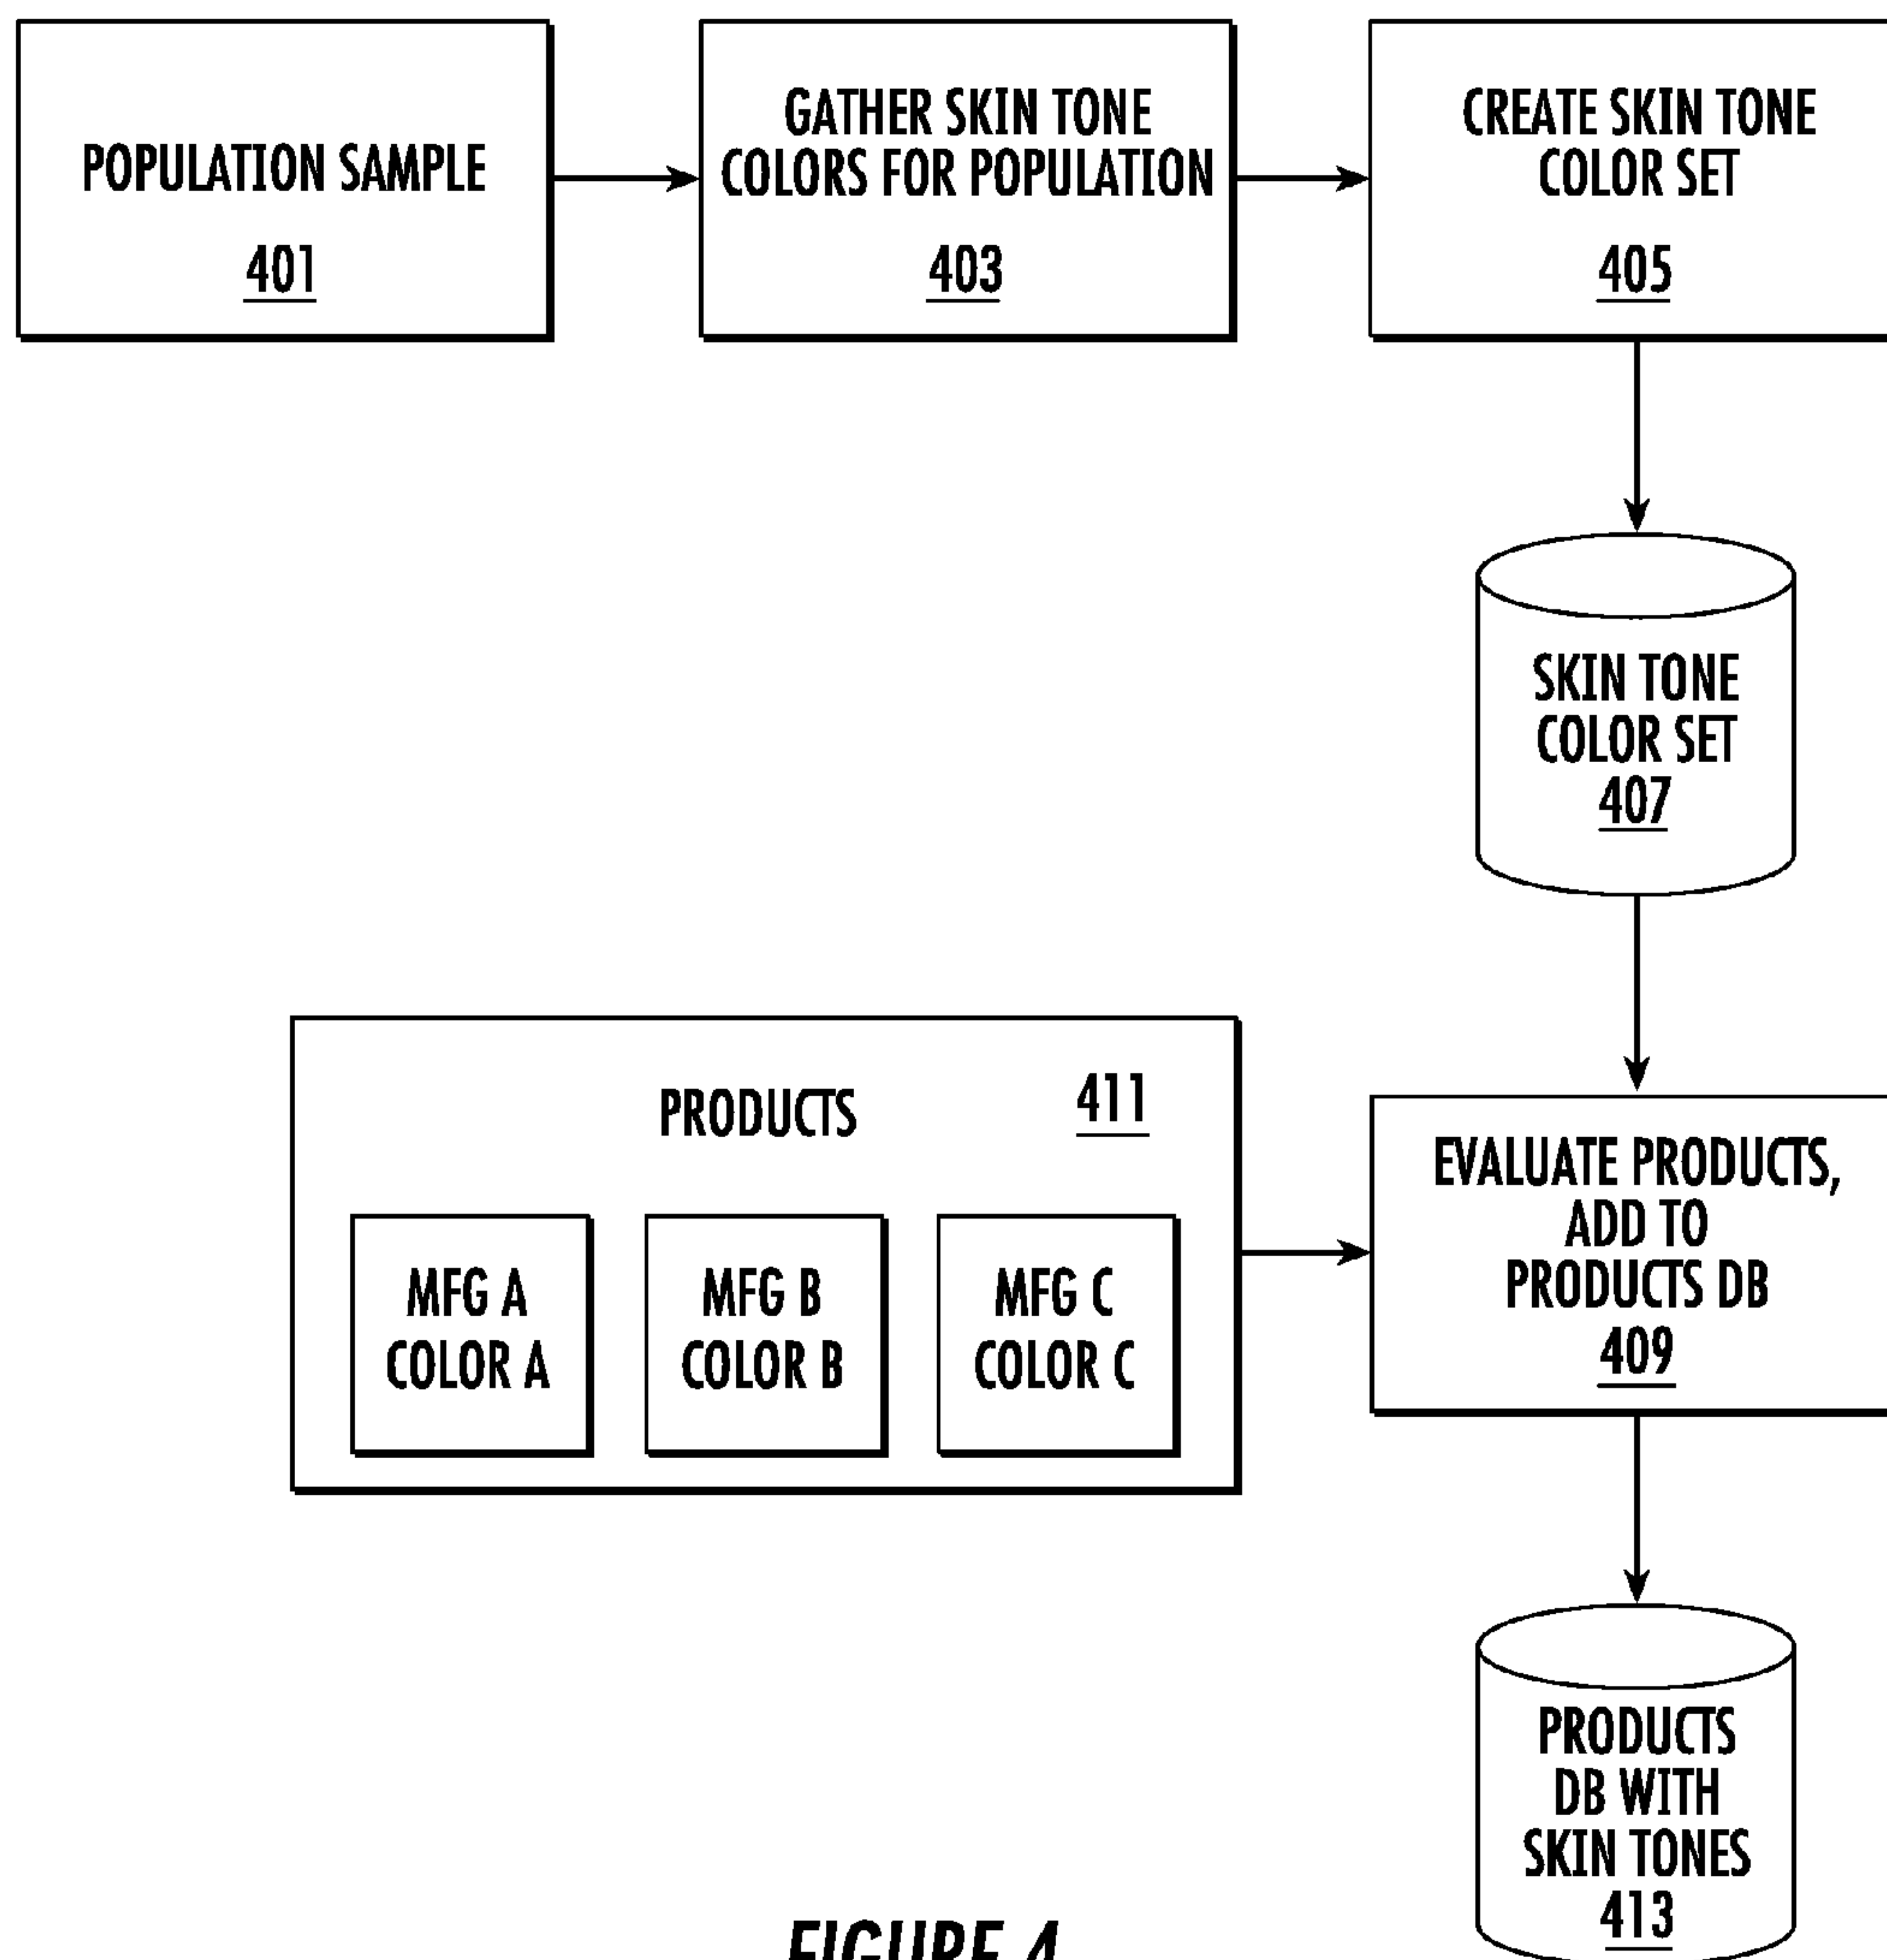 POPULATION SAMPLE
401
GATHER SKIN TONE
COLORS FOR POPULATION
403
CREATE SKIN TONE
COLOR SET
405
SKIN TONE
COLOR SET
407
PRODUCTS
411
MFG A
COLOR A
MFG B
COLOR B
MFG C
COLOR C
EVALUATE PRODUCTS,
ADD TO
PRODUCTS DB
409
PRODUCTS
DB WITH
SKIN TONES
413
FIGURE 4